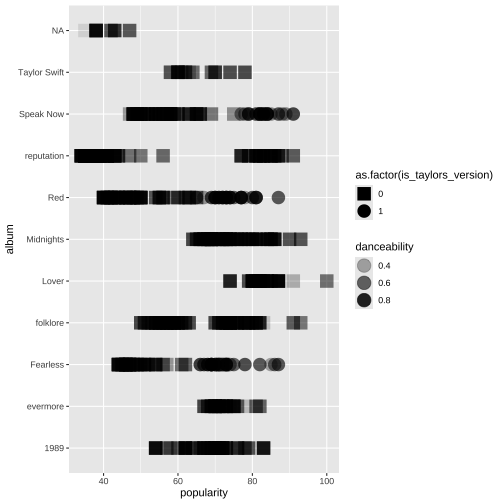 NA
Taylor Swift
Speak Now
reputation
Red
Midnights
Lover
folklore
Fearless
evermore
1989
album
40 60 80 100
popularity
as.factor(is_taylors_version)
0
1
danceability
0.4
0.6
0.8